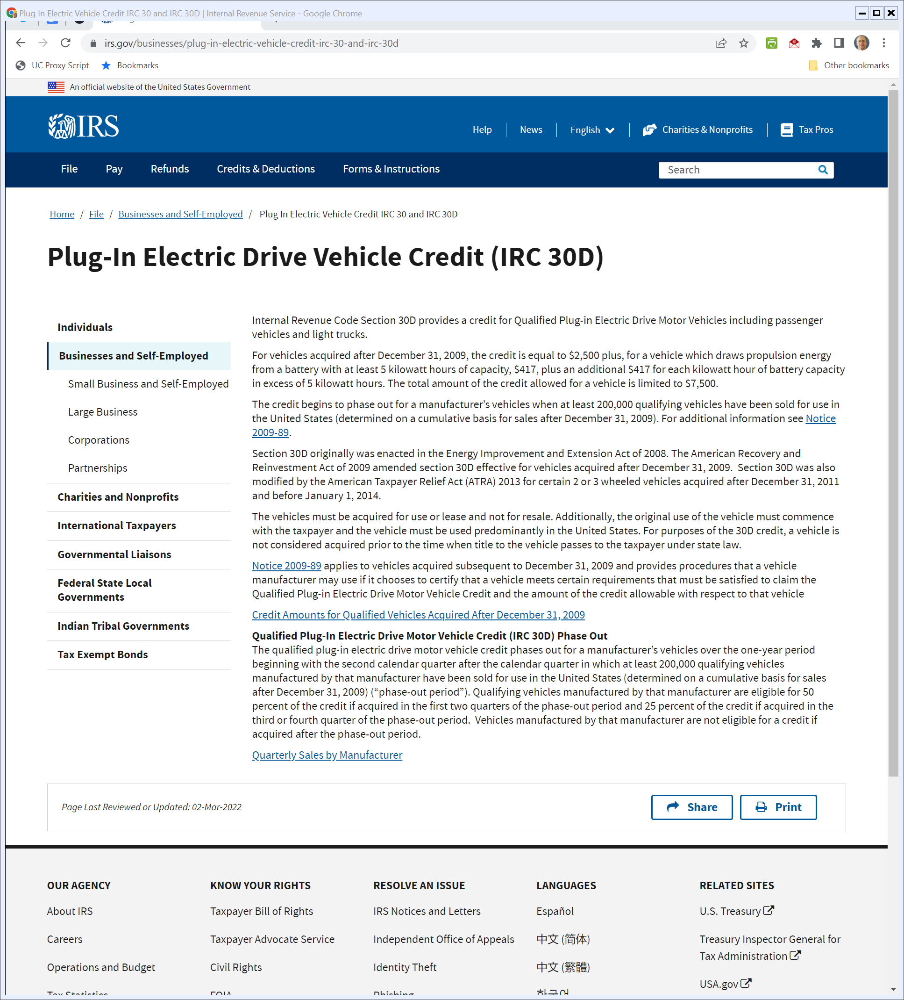 Plug In Electric Vehicle Credit IRC 30 and IRC 30D | Internal Revenue Service - Google Chrome
irs.gov/businesses/plug-in-electric-vehicle-credit-irc-30-and-irc-30d
UC Proxy Script Bookmarks Other bookmarks
An official website of the United States Government
IRS
Help News English Charities & Nonprofits Tax Pros
File Pay Refunds Credits & Deductions Forms & Instructions Search
Home / File / Businesses and Self-Employed / Plug In Electric Vehicle Credit IRC 30 and IRC 30D
Plug-In Electric Drive Vehicle Credit (IRC 30D)
Individuals
Businesses and Self-Employed
Small Business and Self-Employed
Large Business
Corporations
Partnerships
Charities and Nonprofits
International Taxpayers
Governmental Liaisons
Federal State Local
Governments
Indian Tribal Governments
Tax Exempt Bonds
Internal Revenue Code Section 30D provides a credit for Qualified Plug-in Electric Drive Motor Vehicles including passenger
vehicles and light trucks.
For vehicles acquired after December 31, 2009, the credit is equal to $2,500 plus, for a vehicle which draws propulsion energy
from a battery with at least 5 kilowatt hours of capacity, $417, plus an additional $417 for each kilowatt hour of battery capacity
in excess of 5 kilowatt hours. The total amount of the credit allowed for a vehicle is limited to $7,500.
The credit begins to phase out for a manufacturer’s vehicles when at least 200,000 qualifying vehicles have been sold for use in
the United States (determined on a cumulative basis for sales after December 31, 2009). For additional information see Notice
2009-89.
Section 30D originally was enacted in the Energy Improvement and Extension Act of 2008. The American Recovery and
Reinvestment Act of 2009 amended section 30D effective for vehicles acquired after December 31, 2009.  Section 30D was also
modified by the American Taxpayer Relief Act (ATRA) 2013 for certain 2 or 3 wheeled vehicles acquired after December 31, 2011
and before January 1, 2014.
The vehicles must be acquired for use or lease and not for resale. Additionally, the original use of the vehicle must commence
with the taxpayer and the vehicle must be used predominantly in the United States. For purposes of the 30D credit, a vehicle is
not considered acquired prior to the time when title to the vehicle passes to the taxpayer under state law.
Notice 2009-89 applies to vehicles acquired subsequent to December 31, 2009 and provides procedures that a vehicle
manufacturer may use if it chooses to certify that a vehicle meets certain requirements that must be satisfied to claim the
Qualified Plug-in Electric Drive Motor Vehicle Credit and the amount of the credit allowable with respect to that vehicle
Credit Amounts for Qualified Vehicles Acquired After December 31, 2009
Qualified Plug-In Electric Drive Motor Vehicle Credit (IRC 30D) Phase Out
The qualified plug-in electric drive motor vehicle credit phases out for a manufacturer’s vehicles over the one-year period
beginning with the second calendar quarter after the calendar quarter in which at least 200,000 qualifying vehicles
manufactured by that manufacturer have been sold for use in the United States (determined on a cumulative basis for sales
after December 31, 2009) (“phase-out period”). Qualifying vehicles manufactured by that manufacturer are eligible for 50
percent of the credit if acquired in the first two quarters of the phase-out period and 25 percent of the credit if acquired in the
third or fourth quarter of the phase-out period.  Vehicles manufactured by that manufacturer are not eligible for a credit if
acquired after the phase-out period.
Quarterly Sales by Manufacturer
Page Last Reviewed or Updated: 02-Mar-2022 Share Print
OUR AGENCY
About IRS
Careers
Operations and Budget
Tax Statistics
KNOW YOUR RIGHTS
Taxpayer Bill of Rights
Taxpayer Advocate Service
Civil Rights
FOIA
RESOLVE AN ISSUE
IRS Notices and Letters
Independent Office of Appeals
Identity Theft
Phishing
LANGUAGES
Español
中文 (简体)
中文 (繁體)
한국어
RELATED SITES
U.S. Treasury
Treasury Inspector General for
Tax Administration
USA.gov